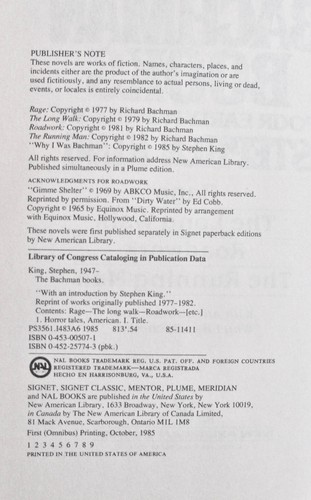 PUBLISHER'S NOTE
These novels are works of fiction. Names, characters, places, and
incidents either are the product of the author's imagination or are
used fictitiously, and any resemblance to actual persons, living or dead,
events, or locales is entirely coincidental.
Rage: Copyright © 1977 by Richard Bachman
The Long Walk: Copyright © 1979 by Richard Bachman
Roadwork: Copyright © 1981 by Richard Bachman
The Running Man: Copyright © 1982 by Richard Bachman
"Why I Was Bachman": Copyright © 1985 by Stephen King
All rights reserved. For information address New American Library.
Published simultaneously in a Plume edition.
ACKNOWLEDGMENTS FOR ROADWORK
"Gimme Shelter" © 1969 by ABKCO Music, Inc., All rights reserved.
Reprinted by permission. From "Dirty Water" by Ed Cobb.
Copyright © 1965 by Equinox Music. Reprinted by arrangement
with Equinox Music, Hollywood, California.
These novels were first published separately in Signet paperback editions
by New American Library.
Library of Congress Cataloging in Publication Data
King, Stephen, 1947–
The Bachman books.
"With an introduction by Stephen King."
Reprint of works originally published 1977-1982.
Contents: Rage—The long walk—Roadwork—[etc.]
1. Horror tales, American. I. Title.
PS3561.I483A6 1985 813'.54 85-11411
ISBN 0-453-00507-1
ISBN 0-452-25774-3 (pbk.)
NAL
NAL BOOKS TRADEMARK REG. U.S. PAT. OFF. AND FOREIGN COUNTRIES
REGISTERED TRADEMARK—MARCA REGISTRADA
HECHO EN HARRISONBURG, VA., U.S.A.
SIGNET, SIGNET CLASSIC, MENTOR, PLUME, MERIDIAN
and NAL BOOKS are published in the United States by
New American Library, 1633 Broadway, New York, New York 10019,
in Canada by The New American Library of Canada Limited,
81 Mack Avenue, Scarborough, Ontario M1L 1M8
First (Omnibus) Printing, October, 1985
1 2 3 4 5 6 7 8 9
PRINTED IN THE UNITED STATES OF AMERICA